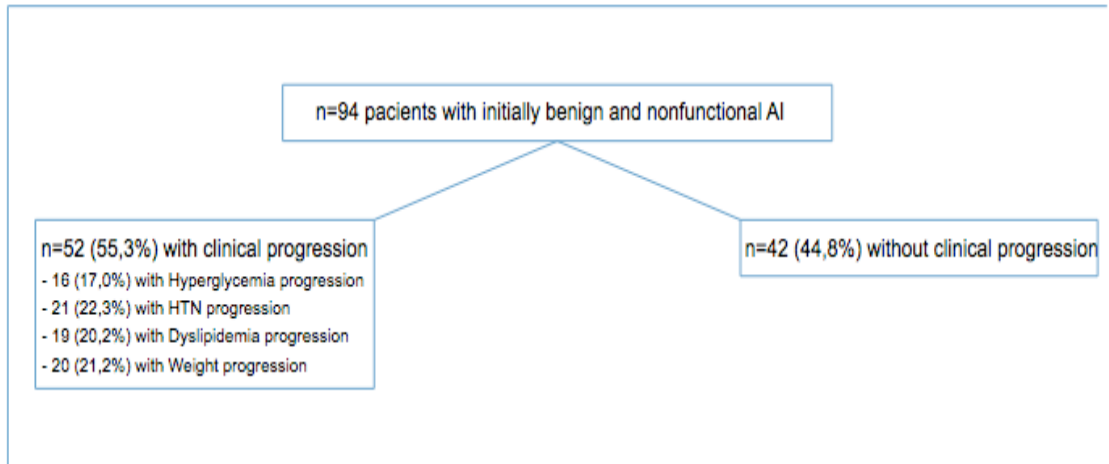 n=94 pacients with initially benign and nonfunctional AI
n=52 (55,3%) with clinical progression
- 16 (17,0%) with Hyperglycemia progression
- 21 (22,3%) with HTN progression
- 19 (20,2%) with Dyslipidemia progression
- 20 (21,2%) with Weight progression
n=42 (44,8%) without clinical progression